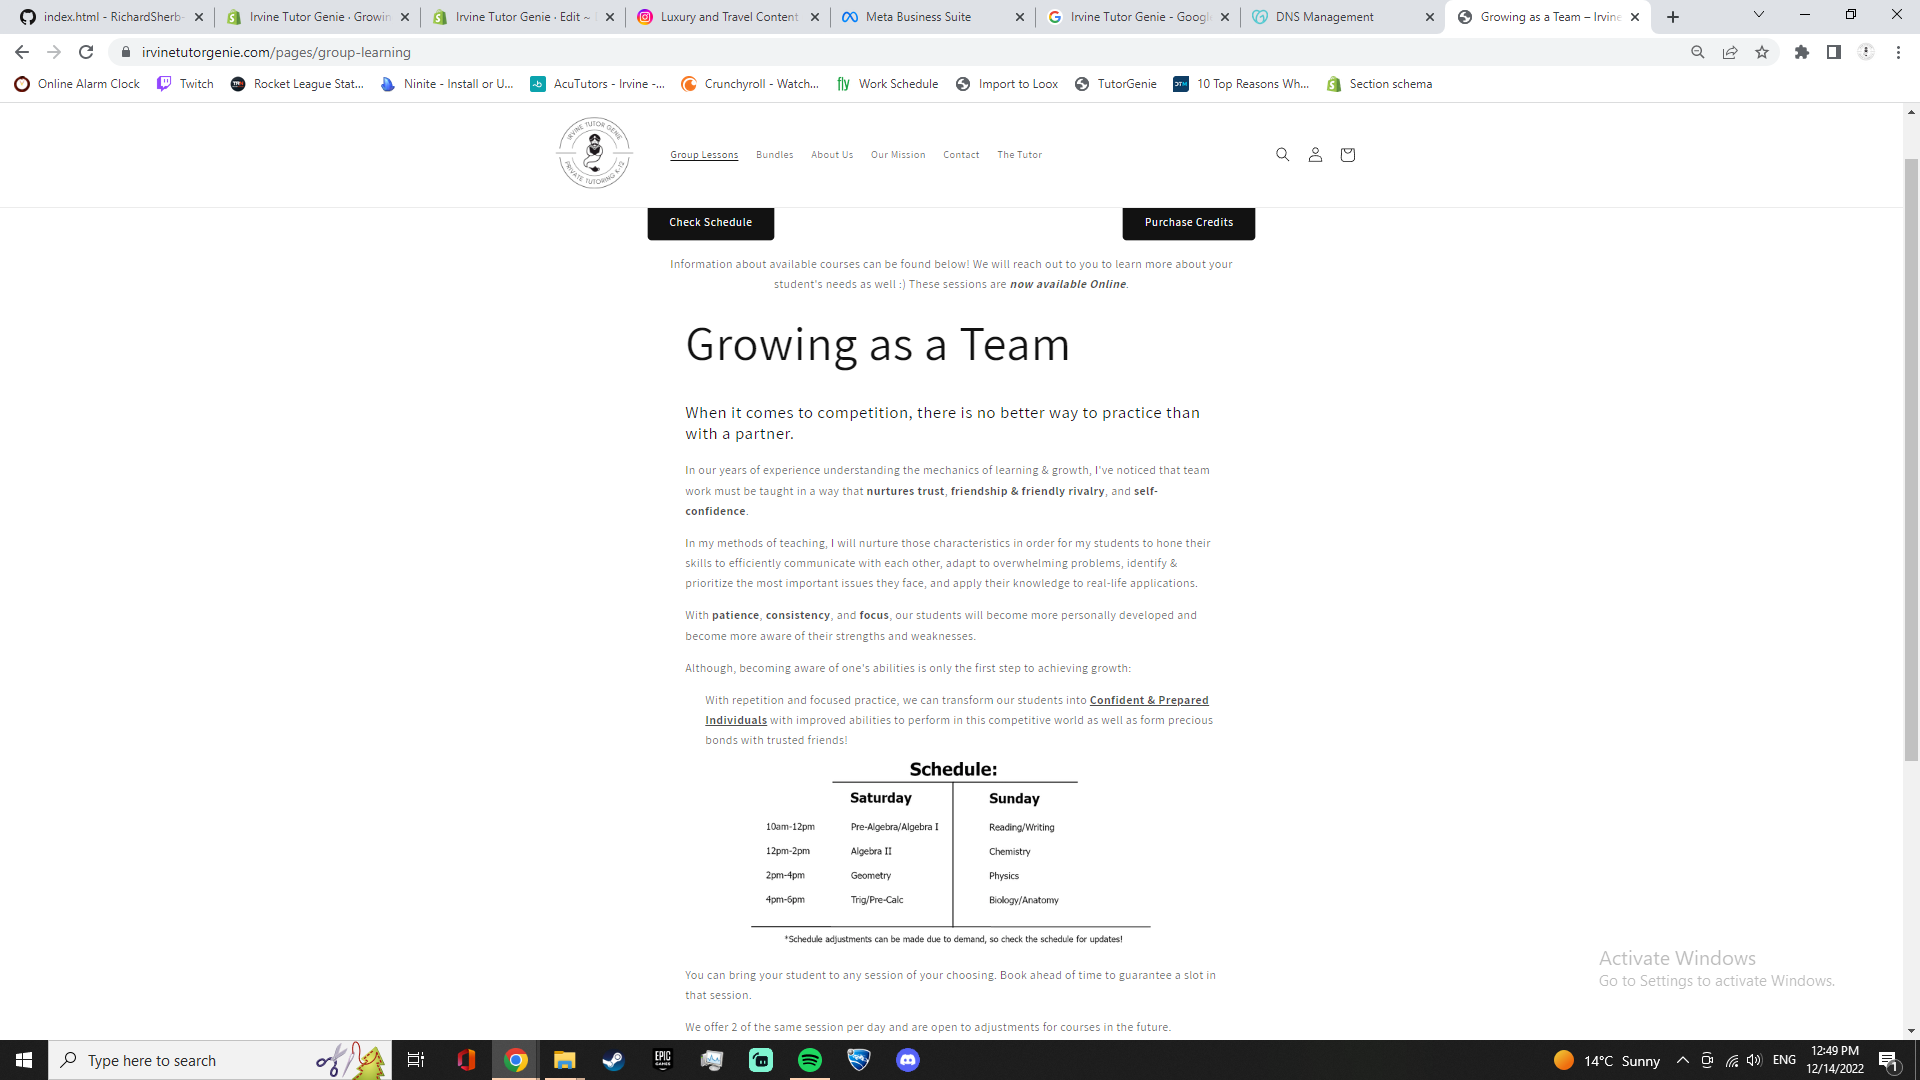 index.html - RichardSherb-
Irvine Tutor Genie · Growin
Irvine Tutor Genie · Edit ~
Luxury and Travel Content
Meta Business Suite
Irvine Tutor Genie - Google
DNS Management
Growing as a Team – Irvine
irvinetutorgenie.com/pages/group-learning
Online Alarm Clock
Twitch
Rocket League Stat...
Ninite - Install or U...
AcuTutors - Irvine -...
Crunchyroll - Watch...
fly Work Schedule
Import to Loox
TutorGenie
10 Top Reasons Wh...
Section schema
IRVINE TUTOR GENIE
PRIVATE TUTORING K-12
Group Lessons Bundles About Us Our Mission Contact The Tutor
Check Schedule Purchase Credits
Information about available courses can be found below! We will reach out to you to learn more about your
student's needs as well :) These sessions are now available Online.
Growing as a Team
When it comes to competition, there is no better way to practice than
with a partner.
In our years of experience understanding the mechanics of learning & growth, I've noticed that team
work must be taught in a way that nurtures trust, friendship & friendly rivalry, and self-
confidence.
In my methods of teaching, I will nurture those characteristics in order for my students to hone their
skills to efficiently communicate with each other, adapt to overwhelming problems, identify &
prioritize the most important issues they face, and apply their knowledge to real-life applications.
With patience, consistency, and focus, our students will become more personally developed and
become more aware of their strengths and weaknesses.
Although, becoming aware of one's abilities is only the first step to achieving growth:
With repetition and focused practice, we can transform our students into Confident & Prepared
Individuals with improved abilities to perform in this competitive world as well as form precious
bonds with trusted friends!
Schedule:
Saturday Sunday
10am-12pm Pre-Algebra/Algebra I Reading/Writing
12pm-2pm Algebra II Chemistry
2pm-4pm Geometry Physics
4pm-6pm Trig/Pre-Calc Biology/Anatomy
*Schedule adjustments can be made due to demand, so check the schedule for updates!
You can bring your student to any session of your choosing. Book ahead of time to guarantee a slot in
that session.
We offer 2 of the same session per day and are open to adjustments for courses in the future.
Activate Windows
Go to Settings to activate Windows.
Type here to search
EPIC
GAMES
14°C Sunny
ENG
12:49 PM
12/14/2022
1